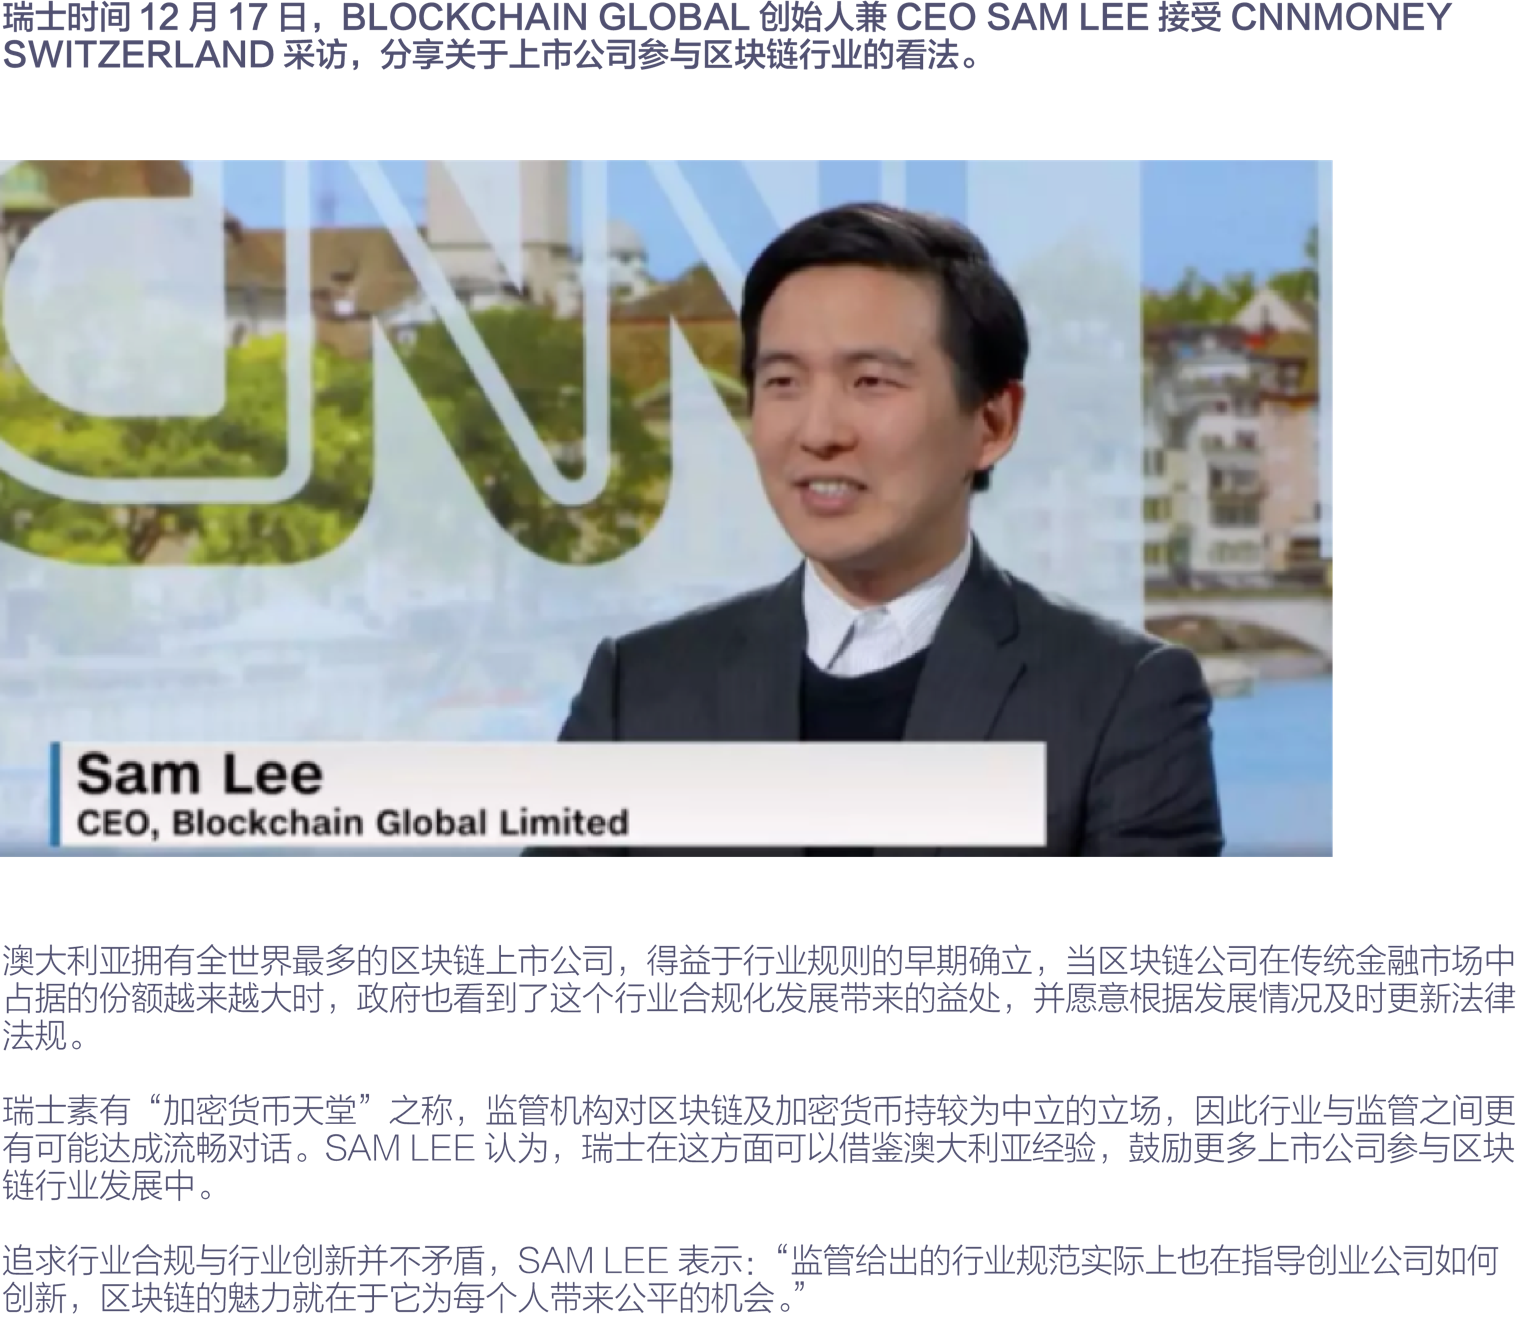 瑞士时间 12 月 17 日，BLOCKCHAIN GLOBAL 创始人兼 CEO SAM LEE 接受 CNNMONEY
SWITZERLAND 采访，分享关于上市公司参与区块链行业的看法。
CNN
Sam Lee
CEO, Blockchain Global Limited
澳大利亚拥有全世界最多的区块链上市公司，得益于行业规则的早期确立，当区块链公司在传统金融市场中
占据的份额越来越大时，政府也看到了这个行业合规化发展带来的益处，并愿意根据发展情况及时更新法律
法规。
瑞士素有“加密货币天堂”之称，监管机构对区块链及加密货币持较为中立的立场，因此行业与监管之间更
有可能达成流畅对话。SAM LEE 认为，瑞士在这方面可以借鉴澳大利亚经验，鼓励更多上市公司参与区块
链行业发展中。
追求行业合规与行业创新并不矛盾，SAM LEE 表示：“监管给出的行业规范实际上也在指导创业公司如何
创新，区块链的魅力就在于它为每个人带来公平的机会。”